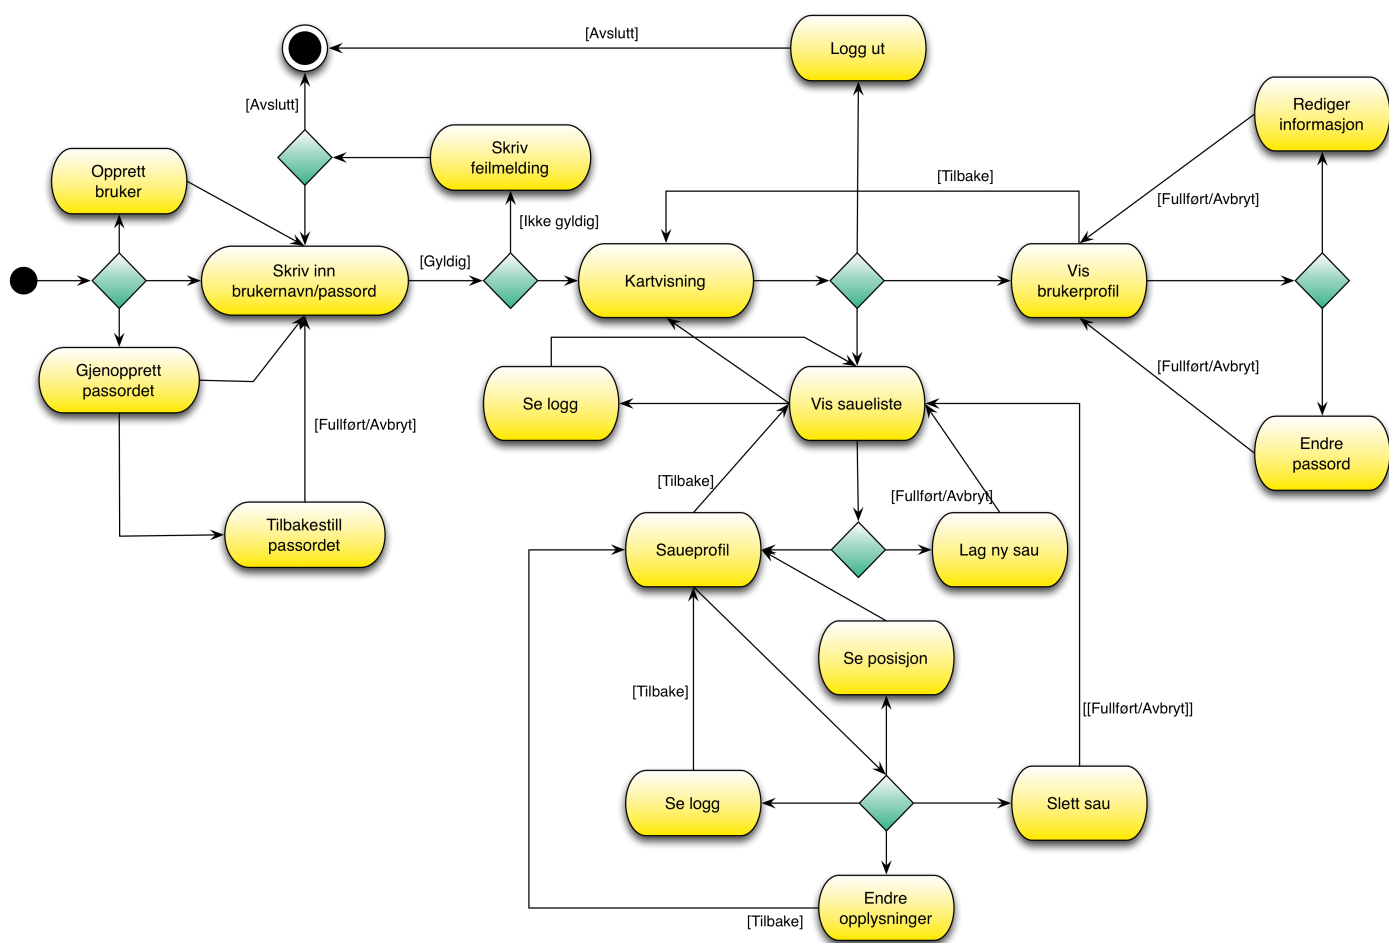 [Avslutt]
Logg ut
[Avslutt]
Rediger
informasjon
Skriv
feilmelding
Opprett
bruker
[Tilbake]
[Fullført/Avbryt]
[Ikke gyldig]
Skriv inn
brukernavn/passord
[Gyldig]
Kartvisning
Vis
brukerprofil
Gjenopprett
passordet
[Fullført/Avbryt]
Se logg
Vis saueliste
[Fullført/Avbryt]
Endre
passord
[Tilbake]
[Fullført/Avbryt]
Tilbakestill
passordet
Saueprofil
Lag ny sau
Se posisjon
[Tilbake]
[[Fullført/Avbryt]]
Se logg
Slett sau
Endre
opplysninger
[Tilbake]